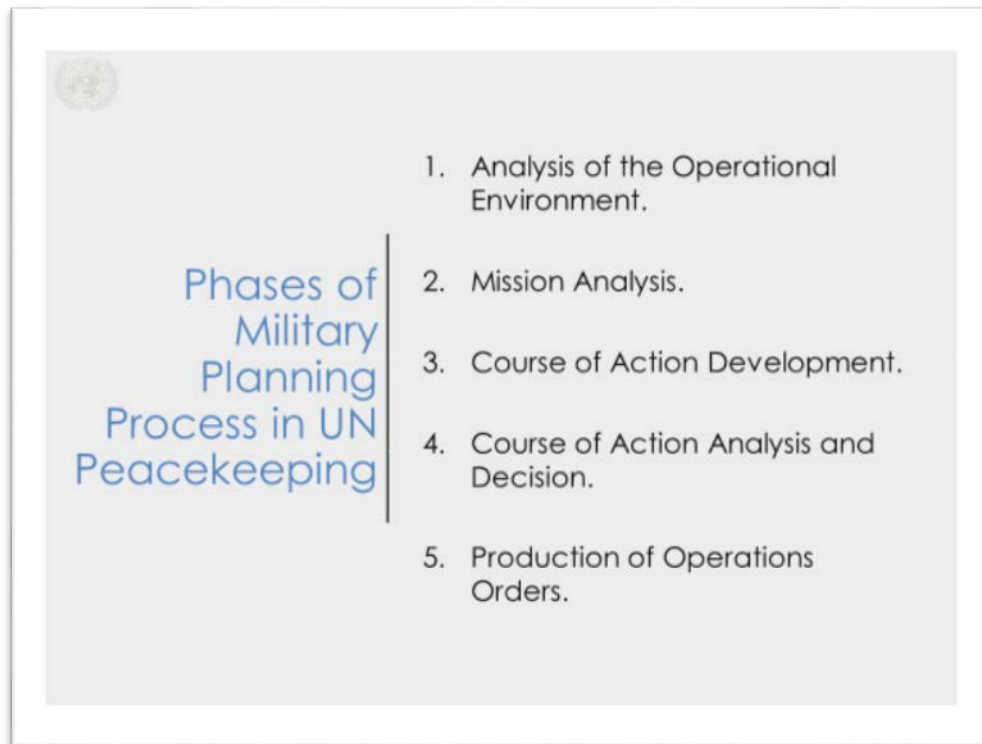 Phases of
Military
Planning
Process in UN
Peacekeeping
1. Analysis of the Operational
Environment.
2. Mission Analysis.
3. Course of Action Development.
4. Course of Action Analysis and
Decision.
5. Production of Operations
Orders.